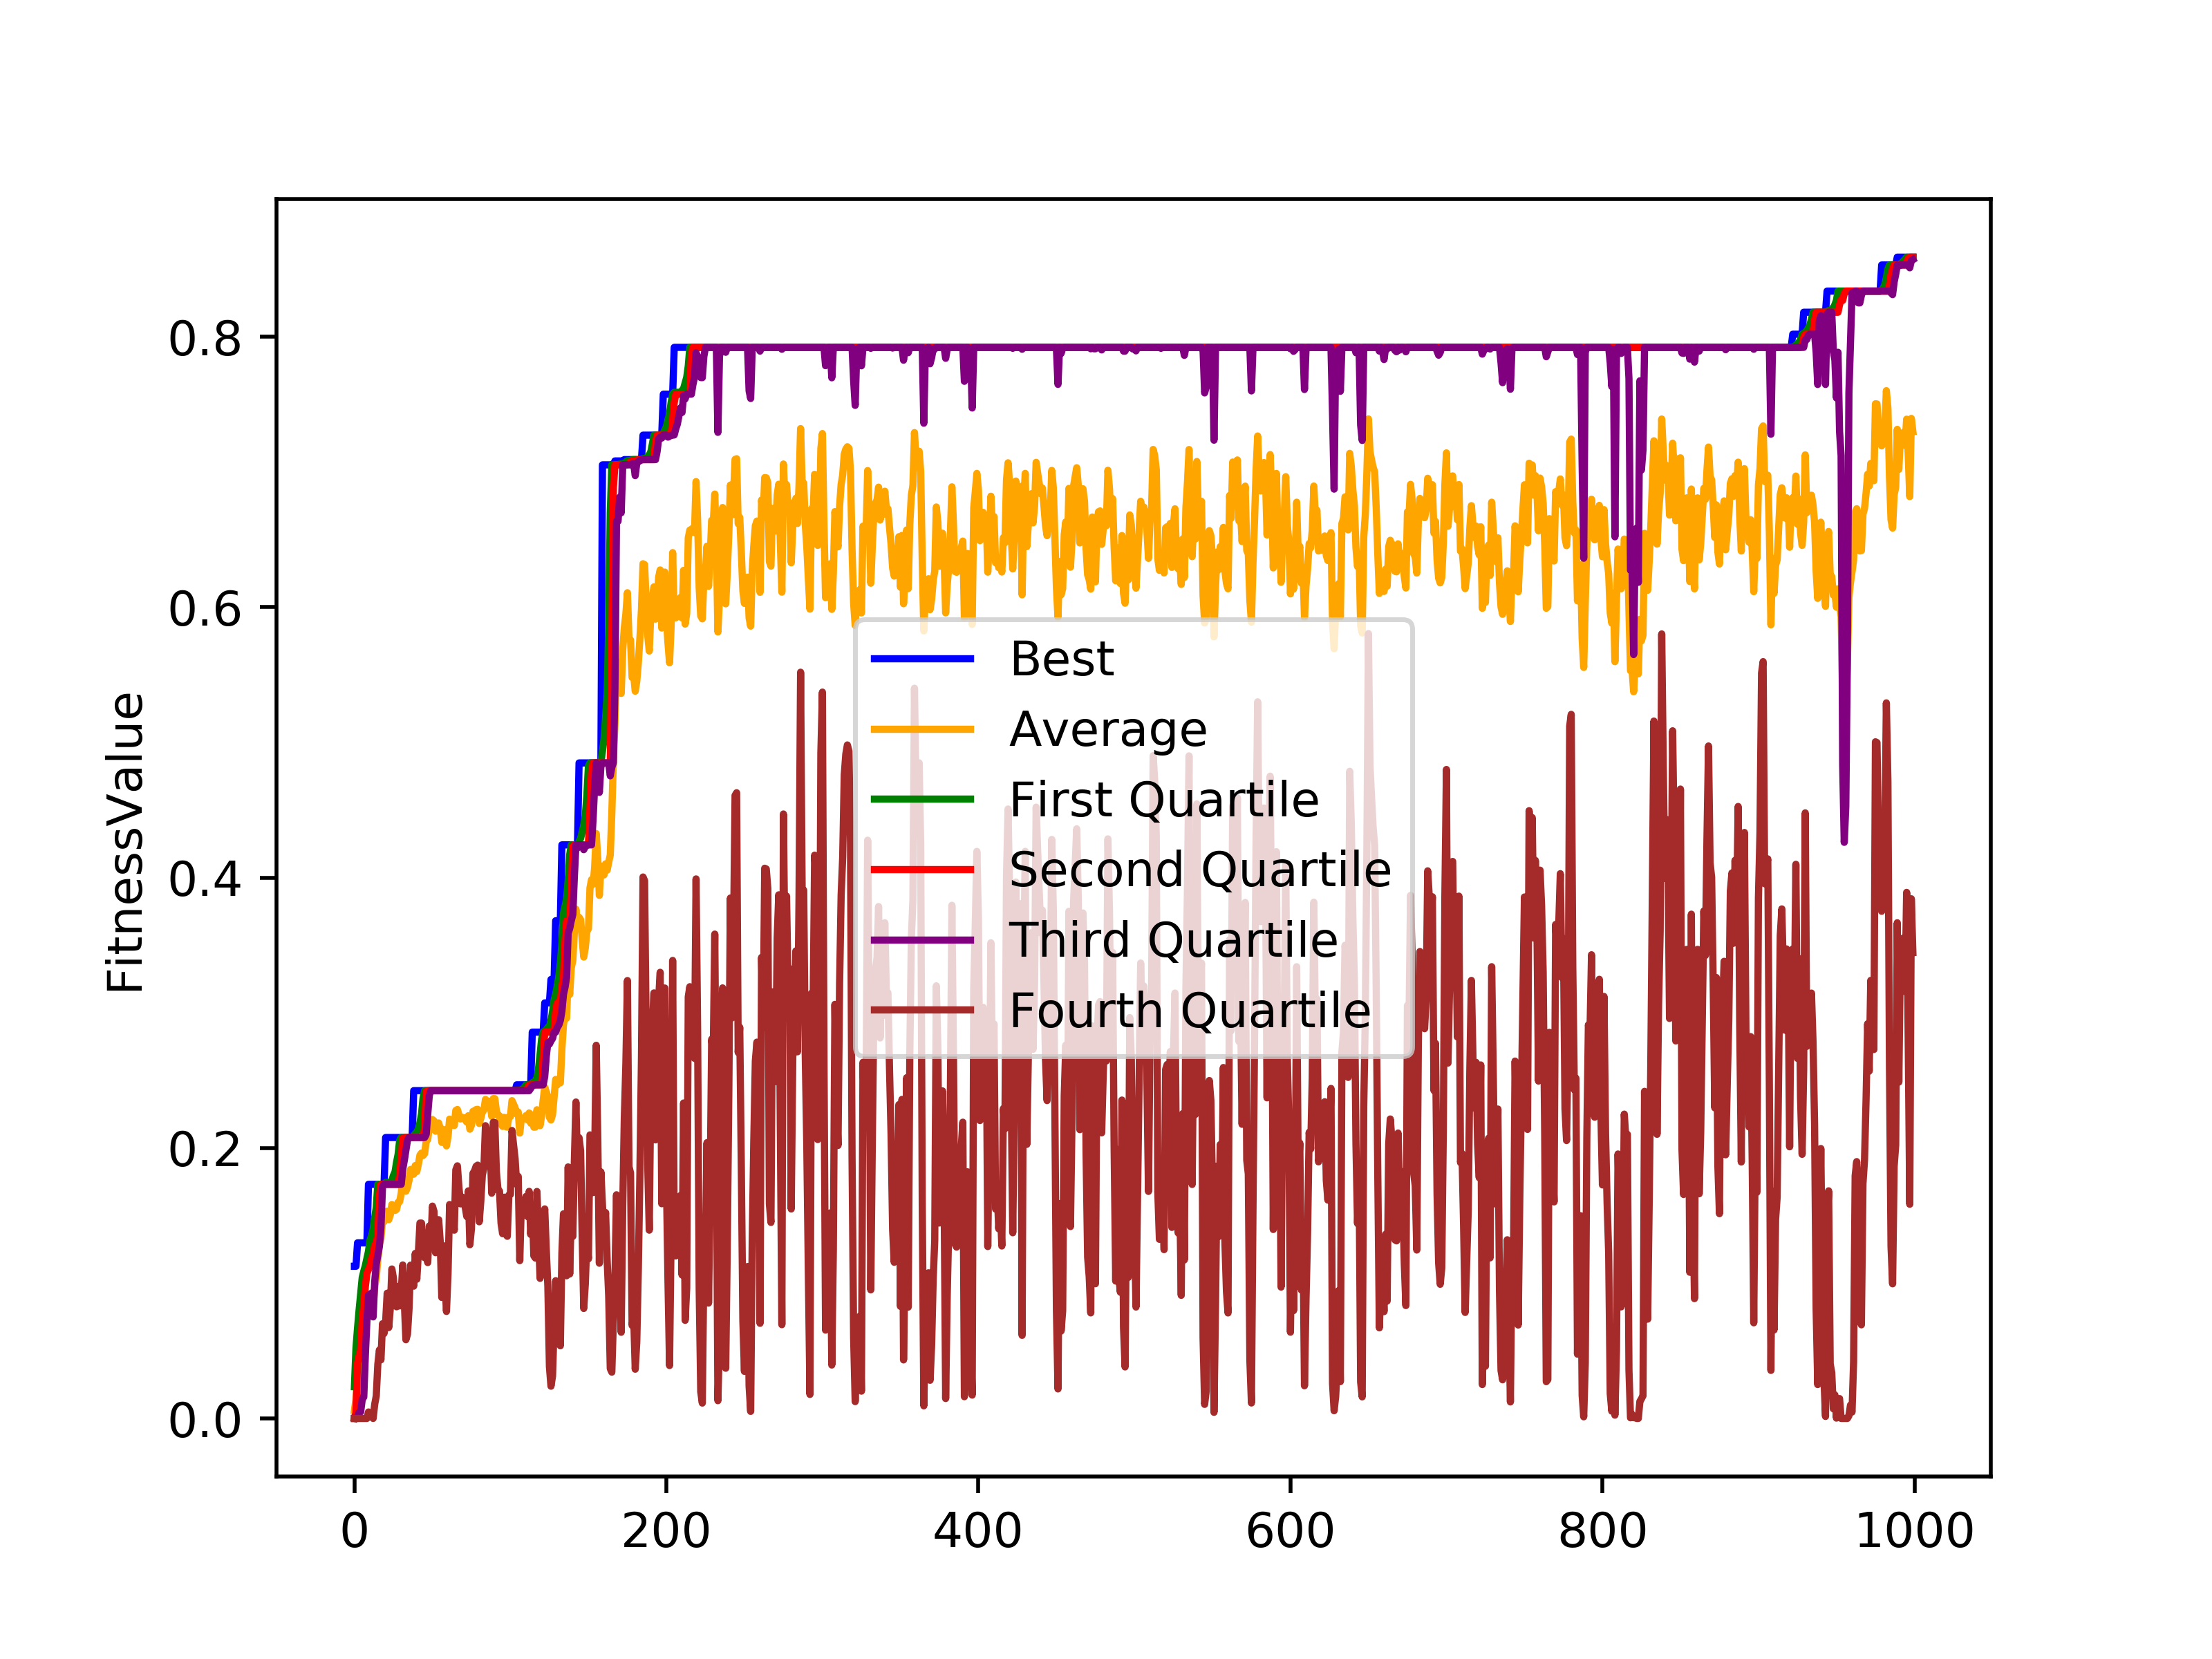 FitnessValue
0.8
0.6
0.4
0.2
0.0
Best
Average
First Quartile
Second Quartile
Third Quartile
Fourth Quartile
0 200 400 600 800 1000